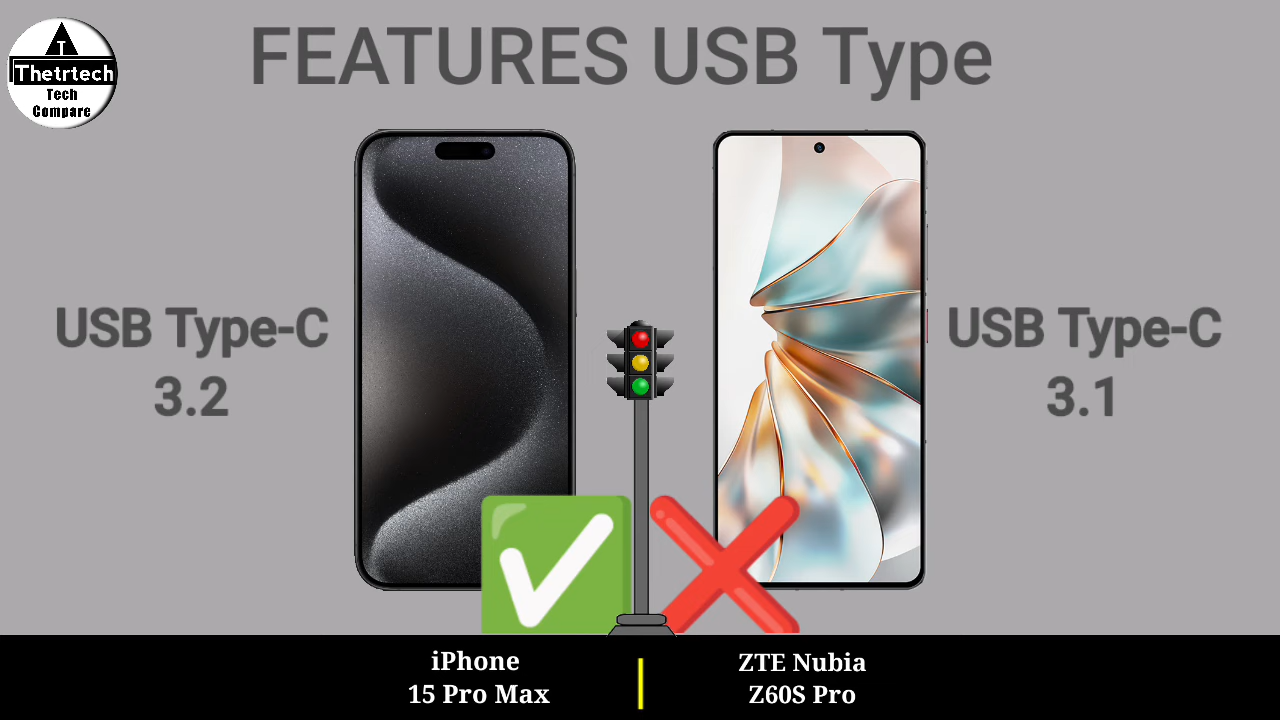 T
Thetrtech
Tech
Compare
FEATURES USB Type
USB Type-C
3.2
USB Type-C
3.1
iPhone
15 Pro Max
ZTE Nubia
Z60S Pro